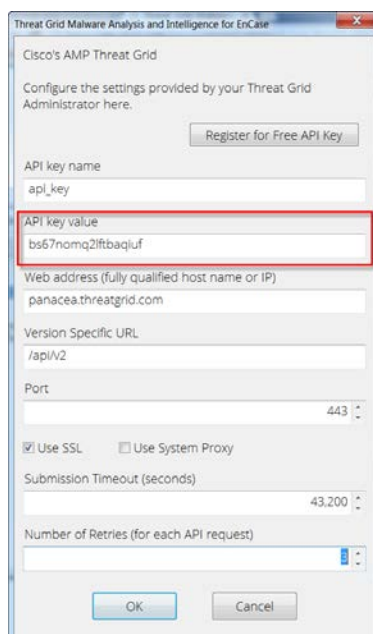 Threat Grid Malware Analysis and Intelligence for EnCase
Cisco's AMP Threat Grid
Configure the settings provided by your Threat Grid
Administrator here.
Register for Free API Key
API key name
api_key
API key value
bs67nomq2lftbaqiuf
Web address (fully qualified host name or IP)
panacea.threatgrid.com
Version Specific URL
/api/v2
Port
443
Use SSL
Use System Proxy
Submission Timeout (seconds)
43,200
Number of Retries (for each API request)
3
OK
Cancel